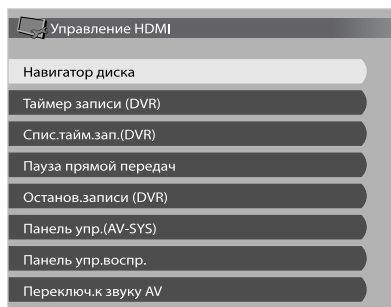 Управление HDMI
Навигатор диска
Таймер записи (DVR)
Спис.тайм.зап.(DVR)
Пауза прямой передач
Останов.записи (DVR)
Панель упр.(AV-SYS)
Панель упр.воспр.
Переключ.к звуку AV